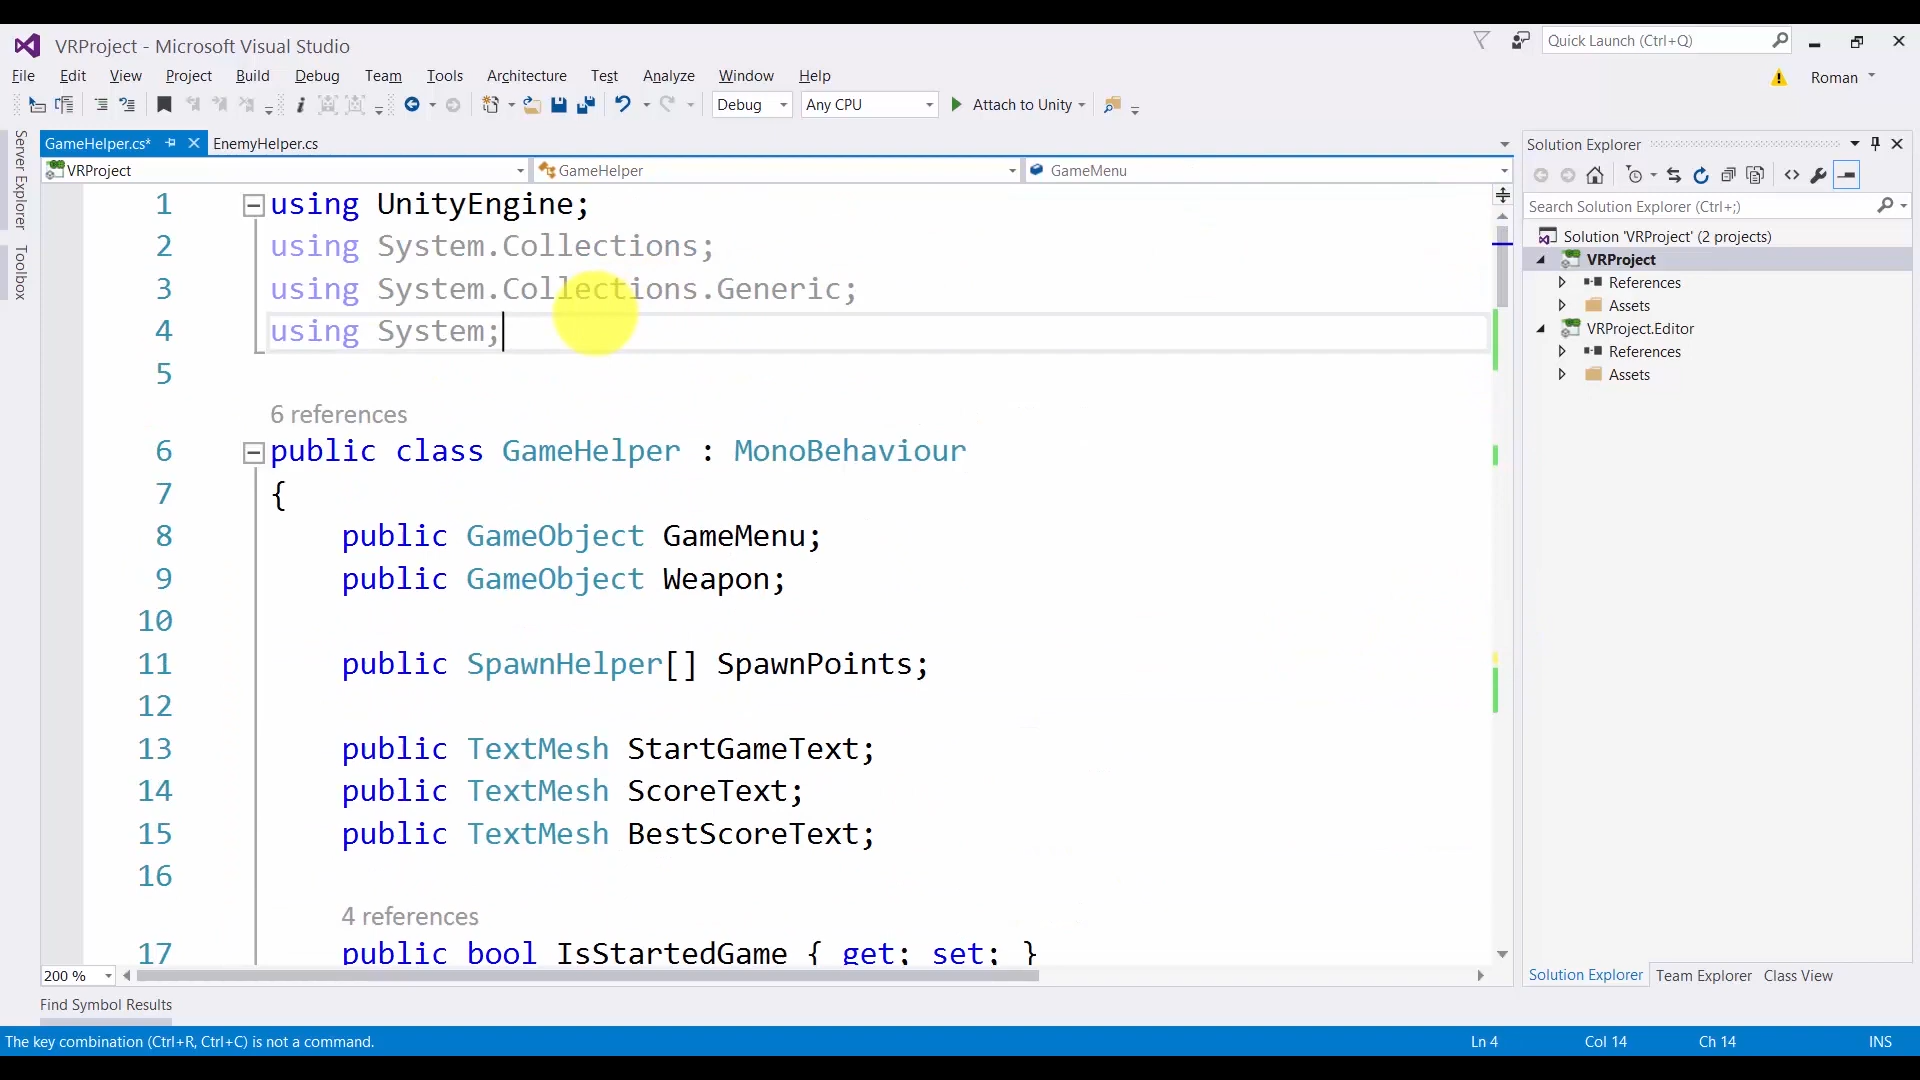 VRProject - Microsoft Visual Studio
Quick Launch (Ctrl+Q)
File Edit View Project Build Debug Team Tools Architecture Test Analyze Window Help
Roman
Debug Any CPU Attach to Unity
Server Explorer
Toolbox
GameHelper.cs* EnemyHelper.cs
VRProject GameHelper GameMenu
1 using UnityEngine;
2 using System.Collections;
3 using System.Collections.Generic;
4 using System;
5
6 references
6 public class GameHelper : MonoBehaviour
7 {
8 public GameObject GameMenu;
9 public GameObject Weapon;
10
11 public SpawnHelper[] SpawnPoints;
12
13 public TextMesh StartGameText;
14 public TextMesh ScoreText;
15 public TextMesh BestScoreText;
16
4 references
17 public bool IsStartedGame { get; set; }
200 %
Solution Explorer
Search Solution Explorer (Ctrl+;)
Solution 'VRProject' (2 projects)
VRProject
References
Assets
VRProject.Editor
References
Assets
Solution Explorer Team Explorer Class View
Find Symbol Results
The key combination (Ctrl+R, Ctrl+C) is not a command. Ln 4 Col 14 Ch 14 INS